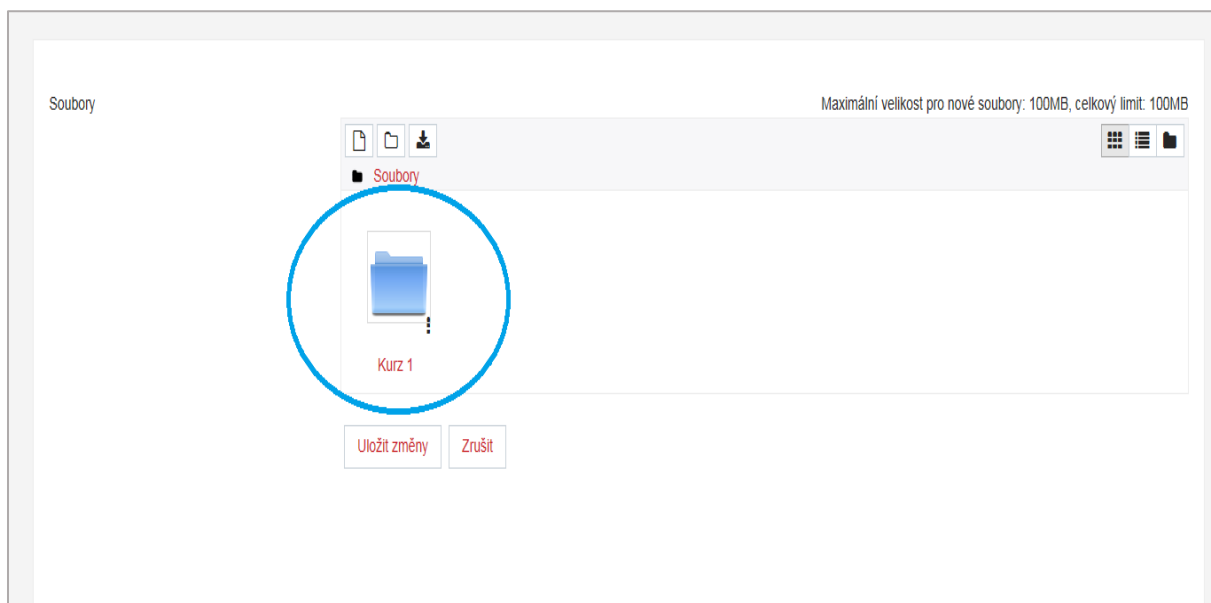 Soubory
Maximální velikost pro nové soubory: 100MB, celkový limit: 100MB
Soubory
Kurz 1
Uložit změny
Zrušit